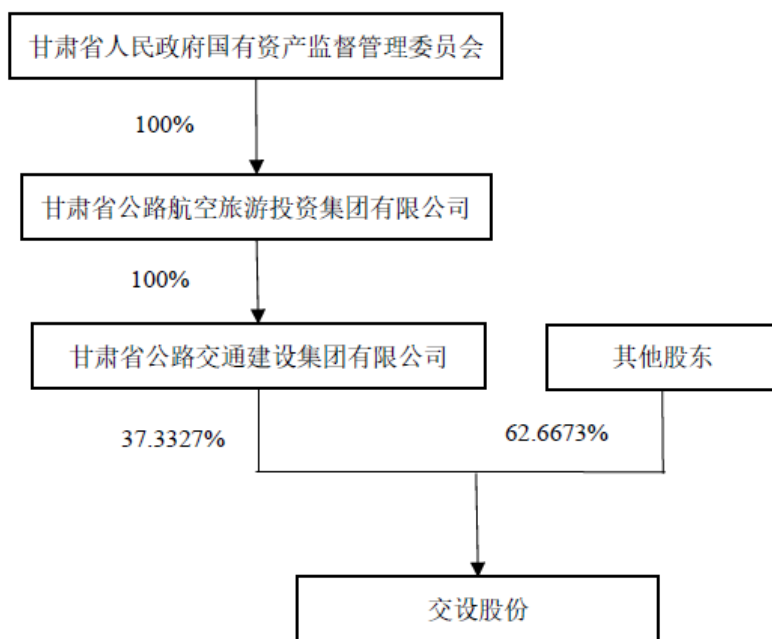 甘肃省人民政府国有资产监督管理委员会
100%
甘肃省公路航空旅游投资集团有限公司
100%
甘肃省公路交通建设集团有限公司
其他股东
37.3327%
62.6673%
交设股份